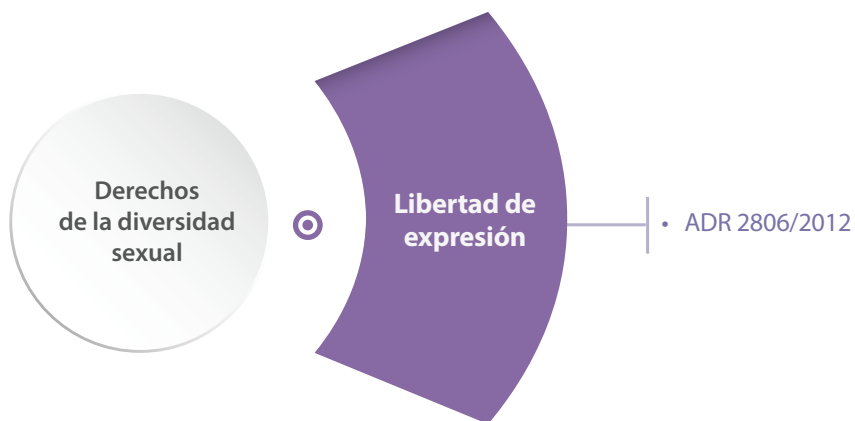 Derechos
de la diversidad
sexual
Libertad de
expresión
• ADR 2806/2012